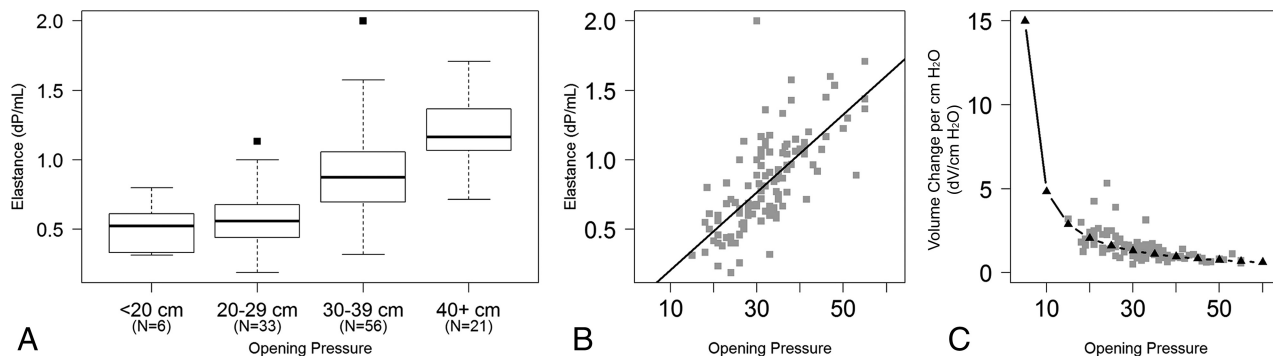 2.0
1.5
1.0
0.5
Elastance (dP/mL)
<20 cm
(N=6)
20-29 cm
(N=33)
30-39 cm
(N=56)
40+ cm
(N=21)
Opening Pressure
A
2.0
1.5
1.0
0.5
Elastance (dP/mL)
10 30 50
Opening Pressure
B
15
10
5
0
Volume Change per cm H₂O
(dV/cm H₂O)
10 30 50
Opening Pressure
C